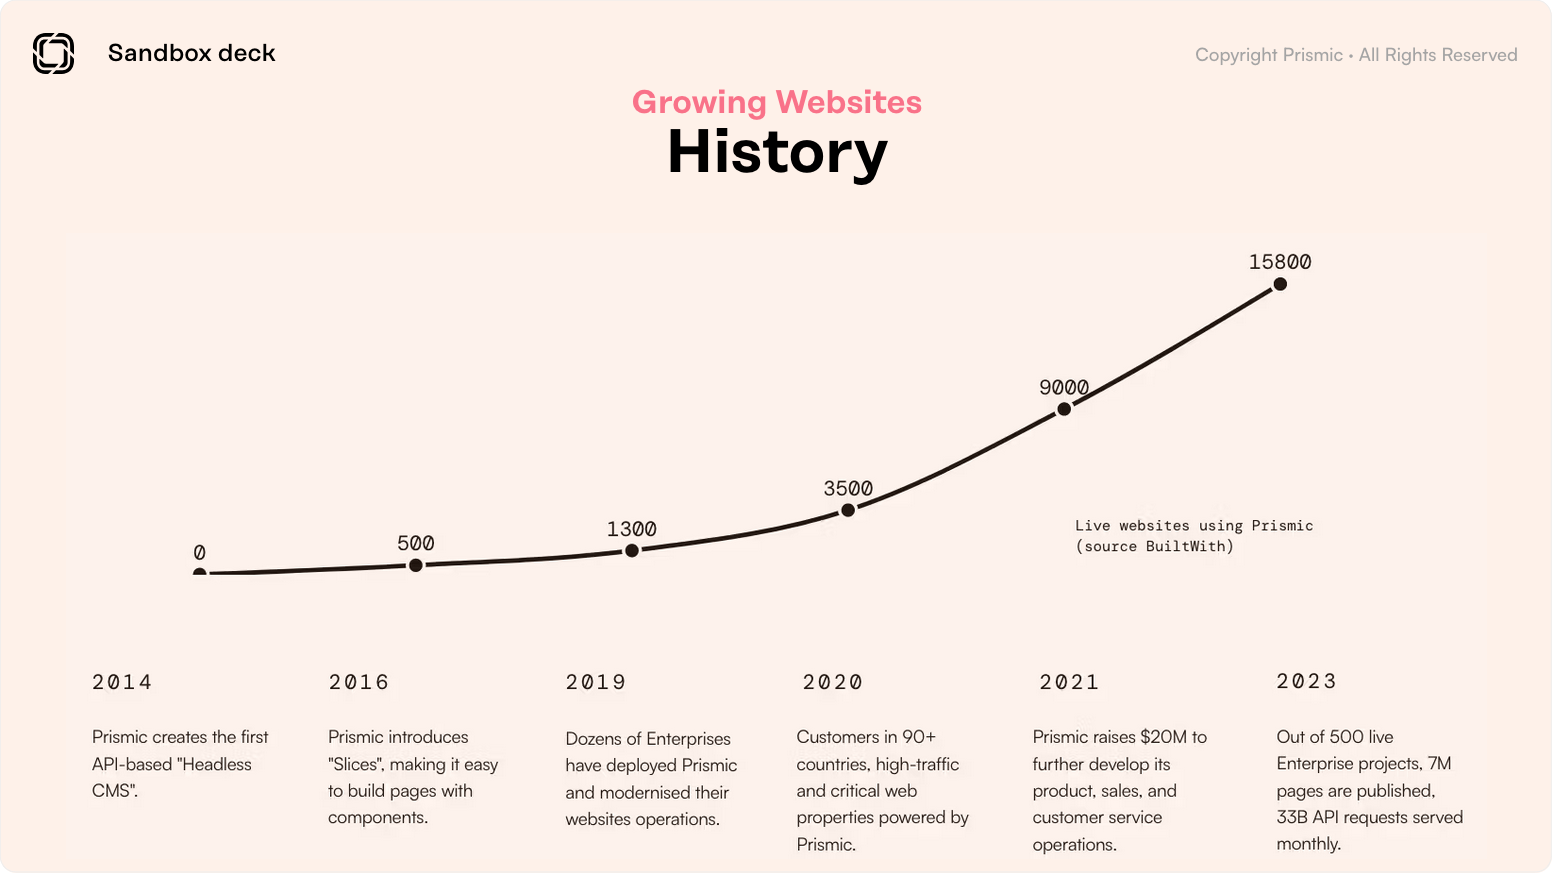 Sandbox deck
Copyright Prismic • All Rights Reserved
Growing Websites
History
15800
9000
3500
1300
500
0
Live websites using Prismic
(source BuiltWith)
2014
Prismic creates the first
API-based "Headless
CMS".
2016
Prismic introduces
"Slices", making it easy
to build pages with
components.
2019
Dozens of Enterprises
have deployed Prismic
and modernised their
websites operations.
2020
Customers in 90+
countries, high-traffic
and critical web
properties powered by
Prismic.
2021
Prismic raises $20M to
further develop its
product, sales, and
customer service
operations.
2023
Out of 500 live
Enterprise projects, 7M
pages are published,
33B API requests served
monthly.